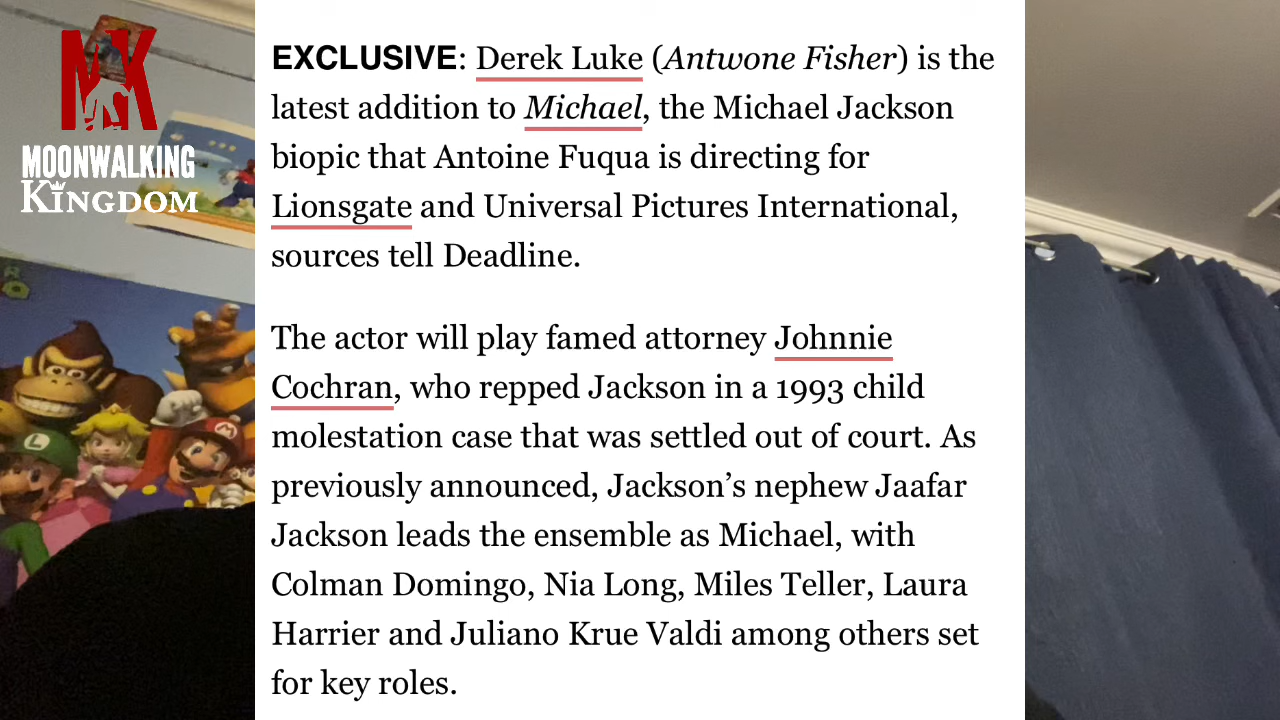 MK
MOONWALKING
KINGDOM
EXCLUSIVE: Derek Luke (Antwone Fisher) is the
latest addition to Michael, the Michael Jackson
biopic that Antoine Fuqua is directing for
Lionsgate and Universal Pictures International,
sources tell Deadline.
The actor will play famed attorney Johnnie
Cochran, who repped Jackson in a 1993 child
molestation case that was settled out of court. As
previously announced, Jackson’s nephew Jaafar
Jackson leads the ensemble as Michael, with
Colman Domingo, Nia Long, Miles Teller, Laura
Harrier and Juliano Krue Valdi among others set
for key roles.
L
M